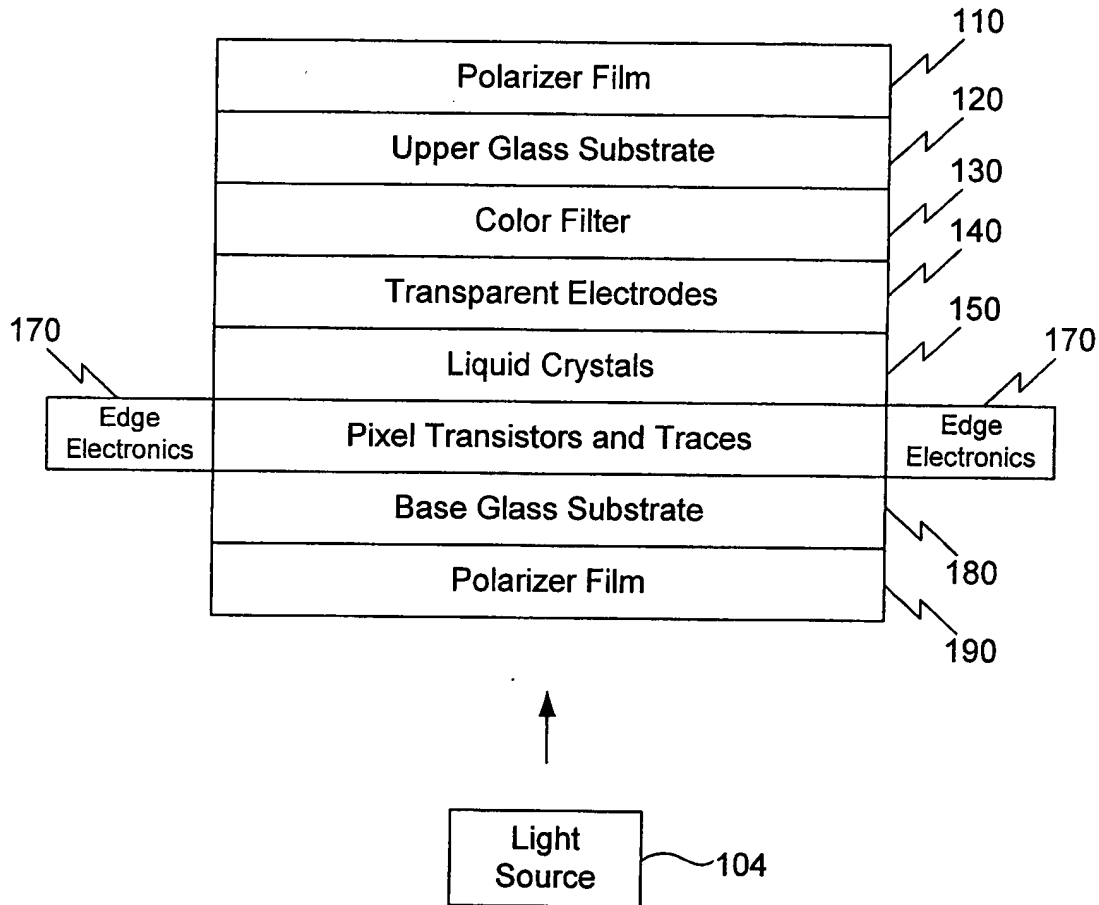 110
Polarizer Film
120
Upper Glass Substrate
130
Color Filter
140
Transparent Electrodes
150
170
Liquid Crystals
170
Edge
Electronics
Pixel Transistors and Traces
Edge
Electronics
Base Glass Substrate
180
Polarizer Film
190
Light
Source
104